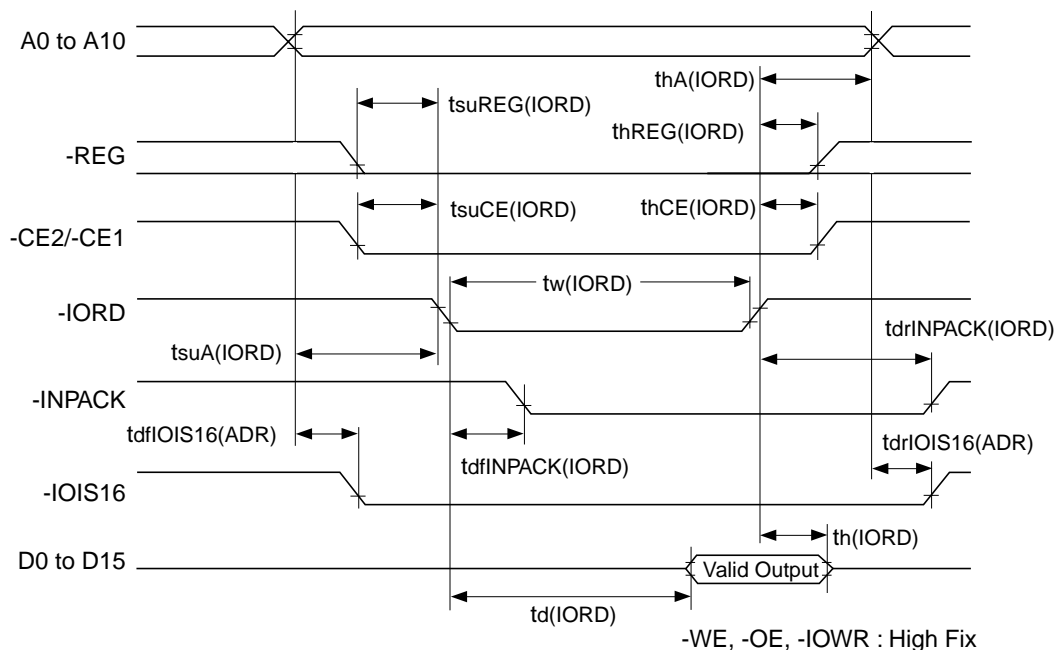 A0 to A10
thA(IORD)
tsuREG(IORD)
thREG(IORD)
-REG
tsuCE(IORD)
thCE(IORD)
-CE2/-CE1
tw(IORD)
-IORD
tdrINPACK(IORD)
tsuA(IORD)
-INPACK
tdfIOIS16(ADR)
tdrIOIS16(ADR)
tdfINPACK(IORD)
-IOIS16
th(IORD)
D0 to D15
Valid Output
td(IORD)
-WE, -OE, -IOWR : High Fix